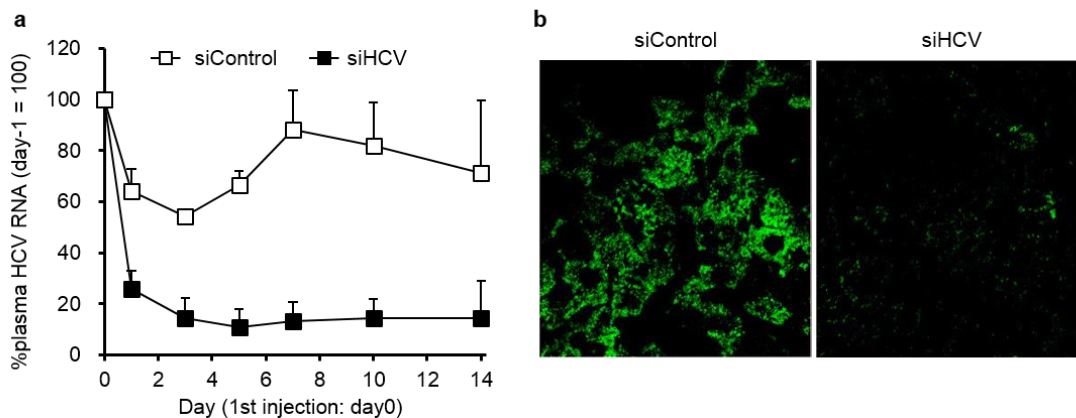 a
%plasma HCV RNA (day-1 = 100)
120
100
80
60
40
20
0
siControl siHCV
0 2 4 6 8 10 12 14
Day (1st injection: day0)
b
siControl siHCV